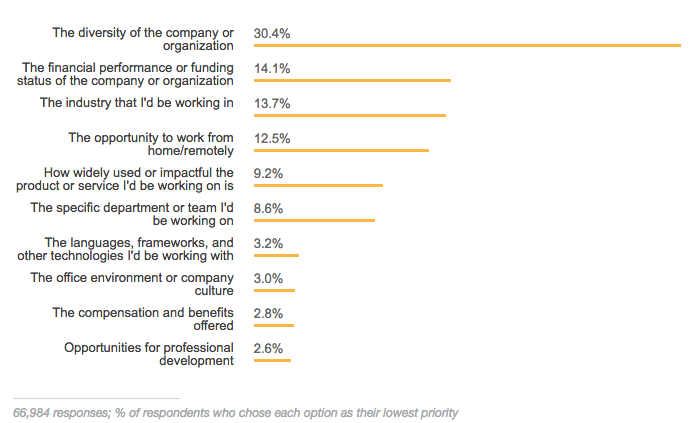 The diversity of the company or
organization
30.4%
The financial performance or funding
status of the company or organization
14.1%
The industry that I'd be working in
13.7%
The opportunity to work from
home/remotely
12.5%
How widely used or impactful the
product or service I'd be working on is
9.2%
The specific department or team I'd
be working on
8.6%
The languages, frameworks, and
other technologies I'd be working with
3.2%
The office environment or company
culture
3.0%
The compensation and benefits
offered
2.8%
Opportunities for professional
development
2.6%
66,984 responses; % of respondents who chose each option as their lowest priority